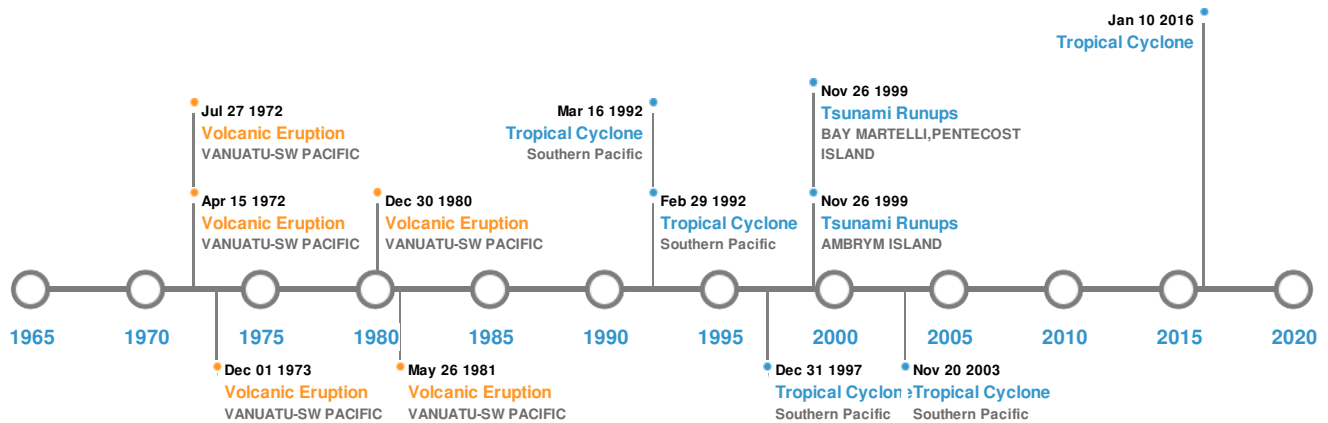 Jan 10 2016
Tropical Cyclone
Jul 27 1972
Volcanic Eruption
VANUATU-SW PACIFIC
Mar 16 1992
Tropical Cyclone
Southern Pacific
Nov 26 1999
Tsunami Runups
BAY MARTELLI,PENTECOST
ISLAND
Apr 15 1972
Volcanic Eruption
VANUATU-SW PACIFIC
Dec 30 1980
Volcanic Eruption
VANUATU-SW PACIFIC
Feb 29 1992
Tropical Cyclone
Southern Pacific
Nov 26 1999
Tsunami Runups
AMBRYM ISLAND
1965 1970 1975 1980 1985 1990 1995 2000 2005 2010 2015 2020
Dec 01 1973
Volcanic Eruption
VANUATU-SW PACIFIC
May 26 1981
Volcanic Eruption
VANUATU-SW PACIFIC
Dec 31 1997
Tropical Cyclone
Southern Pacific
Nov 20 2003
Tropical Cyclone
Southern Pacific